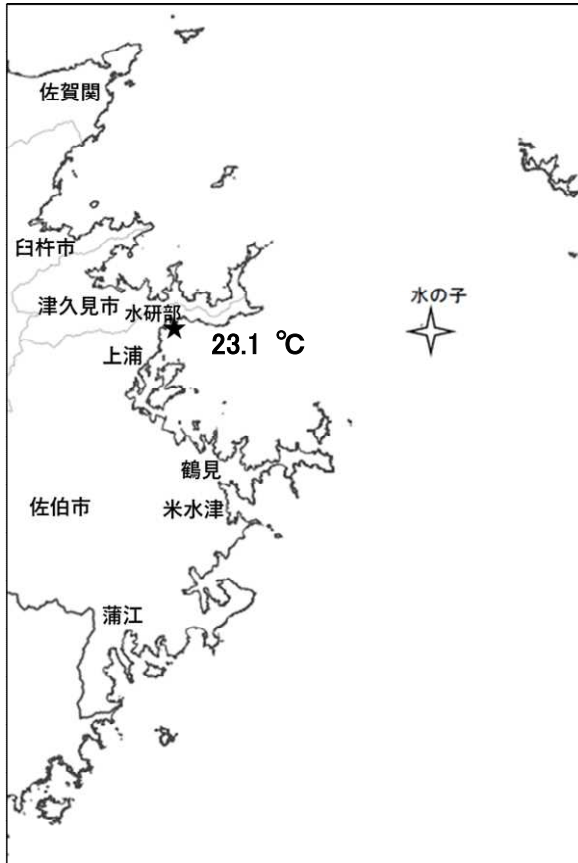 佐賀関
臼杵市
津久見市
水研部
水の子
上浦
23.1 ℃
鶴見
佐伯市
米水津
蒲江